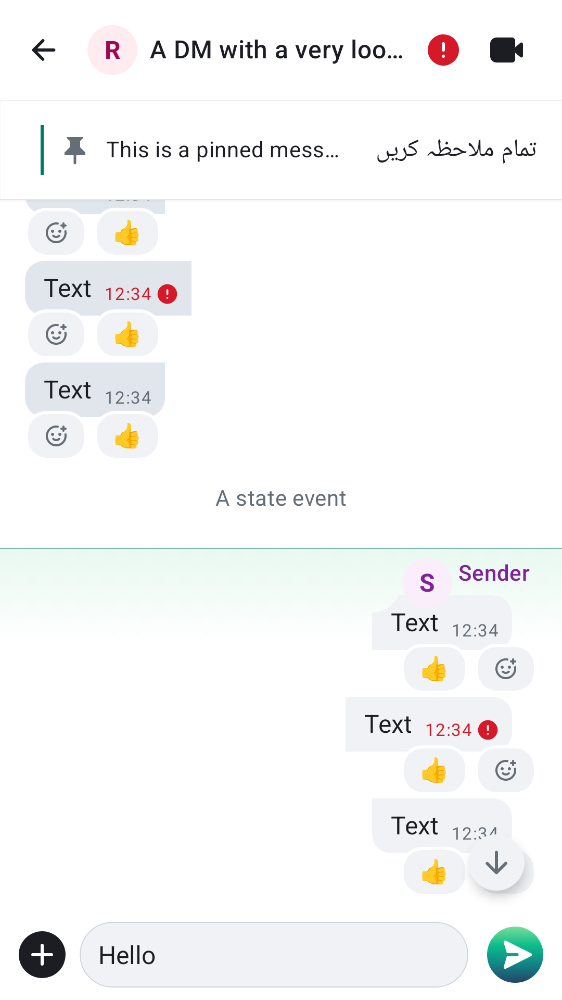 R A DM with a very loo...
This is a pinned mess... تمام ملاحظہ کریں
Text 12:34
Text 12:34
A state event
S Sender
Text 12:34
Text 12:34
Text 12:34
Hello